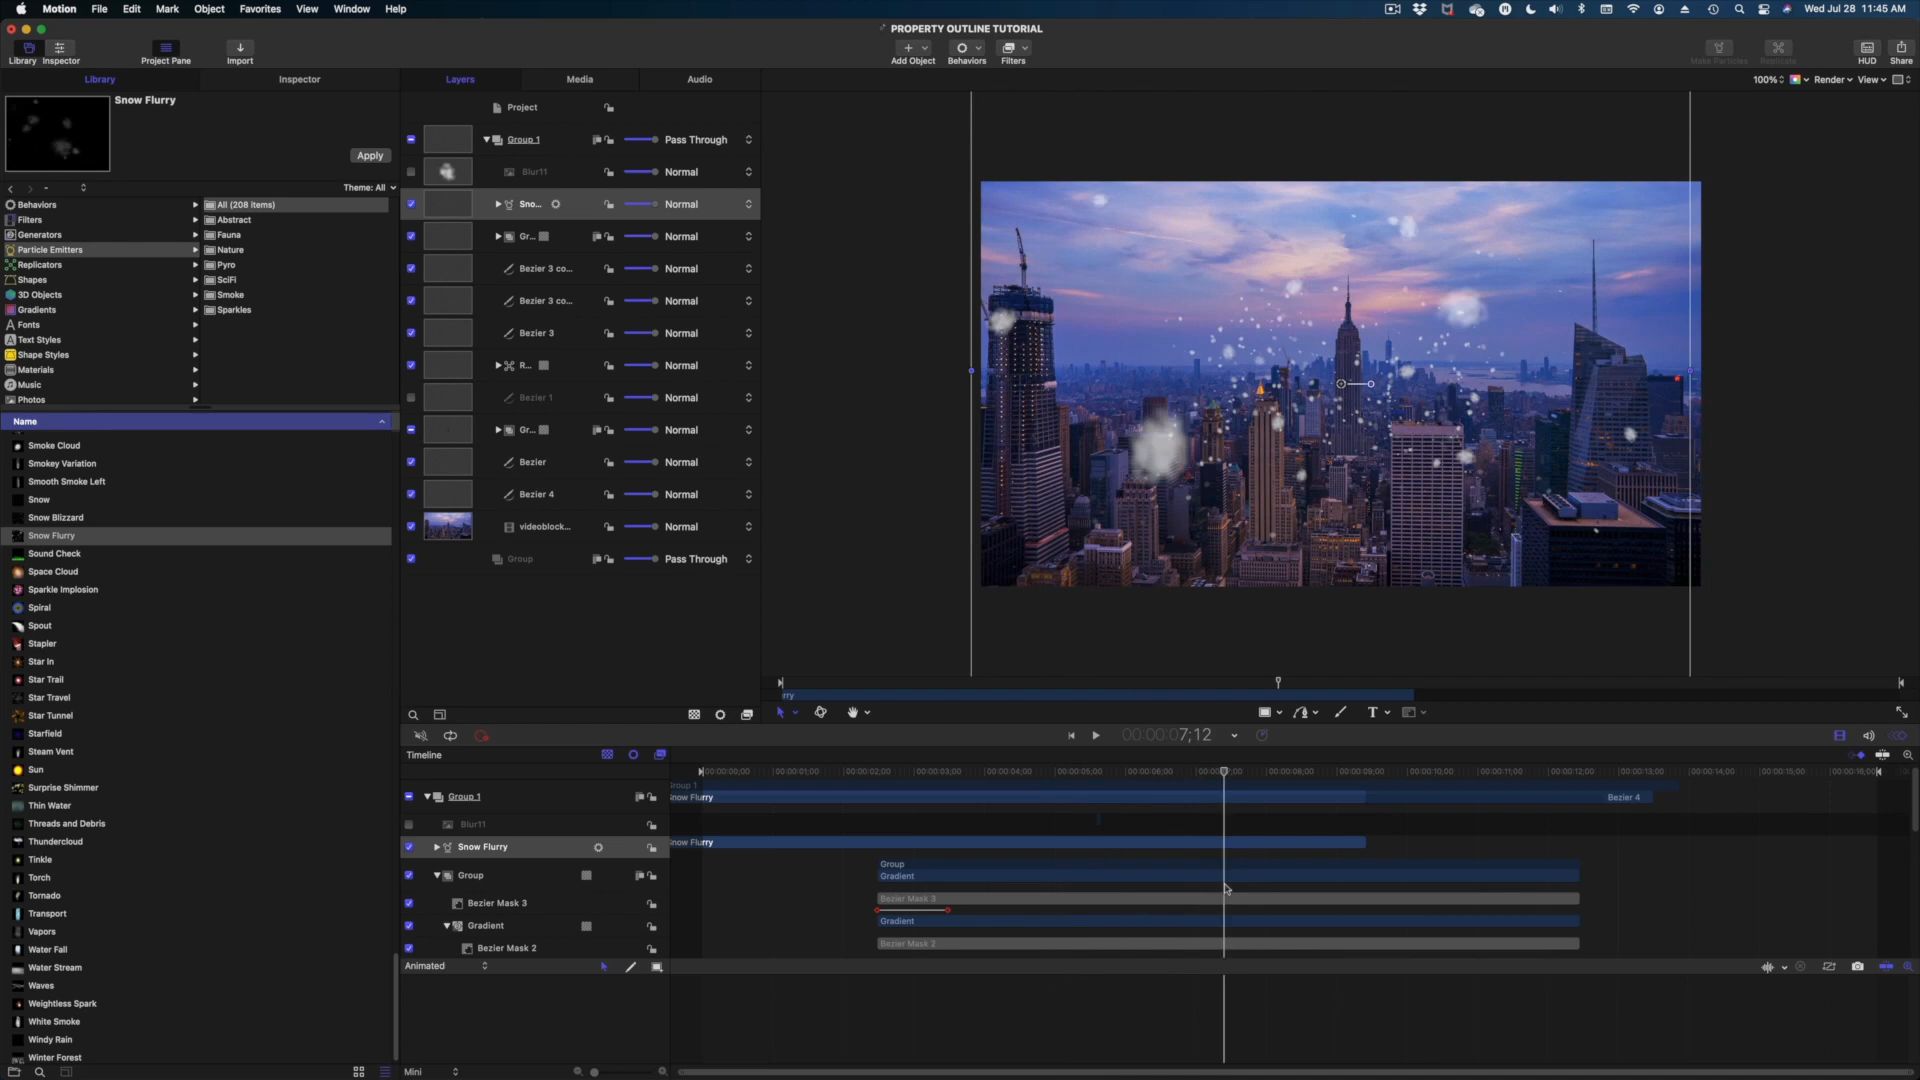 Motion File Edit Mark Object Favorites View Window Help
Wed Jul 28 11:45 AM
PROPERTY OUTLINE TUTORIAL
Library Inspector Project Pane Import
Add Object Behaviors Filters
Make Particles Replicate HUD Share
Library Inspector Layers Media Audio
100% Render View
Snow Flurry
Apply
Theme: All
Behaviors
Filters
Generators
Particle Emitters
Replicators
Shapes
3D Objects
Gradients
Fonts
Text Styles
Shape Styles
Materials
Music
Photos
All (208 items)
Abstract
Fauna
Nature
Pyro
SciFi
Smoke
Sparkles
Name
Smoke Cloud
Smokey Variation
Smooth Smoke Left
Snow
Snow Blizzard
Snow Flurry
Sound Check
Space Cloud
Sparkle Implosion
Spiral
Spout
Stapler
Star In
Star Trail
Star Travel
Star Tunnel
Starfield
Steam Vent
Sun
Surprise Shimmer
Thin Water
Threads and Debris
Thundercloud
Tinkle
Torch
Tornado
Transport
Vapors
Water Fall
Water Stream
Waves
Weightless Spark
White Smoke
Windy Rain
Winter Forest
Project
Group 1 Pass Through
Blur11 Normal
Sno... Normal
Gr... Normal
Bezier 3 co... Normal
Bezier 3 co... Normal
Bezier 3 Normal
R... Normal
Bezier 1 Normal
Gr... Normal
Bezier Normal
Bezier 4 Normal
videoblock... Normal
Group Pass Through
rry
T
00:00:07;12
Timeline
00:00:00;00 00:00:01;00 00:00:02;00 00:00:03;00 00:00:04;00 00:00:05;00 00:00:06;00 00:00:07;00 00:00:08;00 00:00:09;00 00:00:10;00 00:00:11;00 00:00:12;00 00:00:13;00 00:00:14;00 00:00:15;00 00:00:16;00
Group 1
Group 1
Snow Flurry Bezier 4
Blur11
Snow Flurry
Snow Flurry
Group
Group
Gradient
Bezier Mask 3
Bezier Mask 3
Gradient
Gradient
Bezier Mask 2
Bezier Mask 2
Animated
Mini